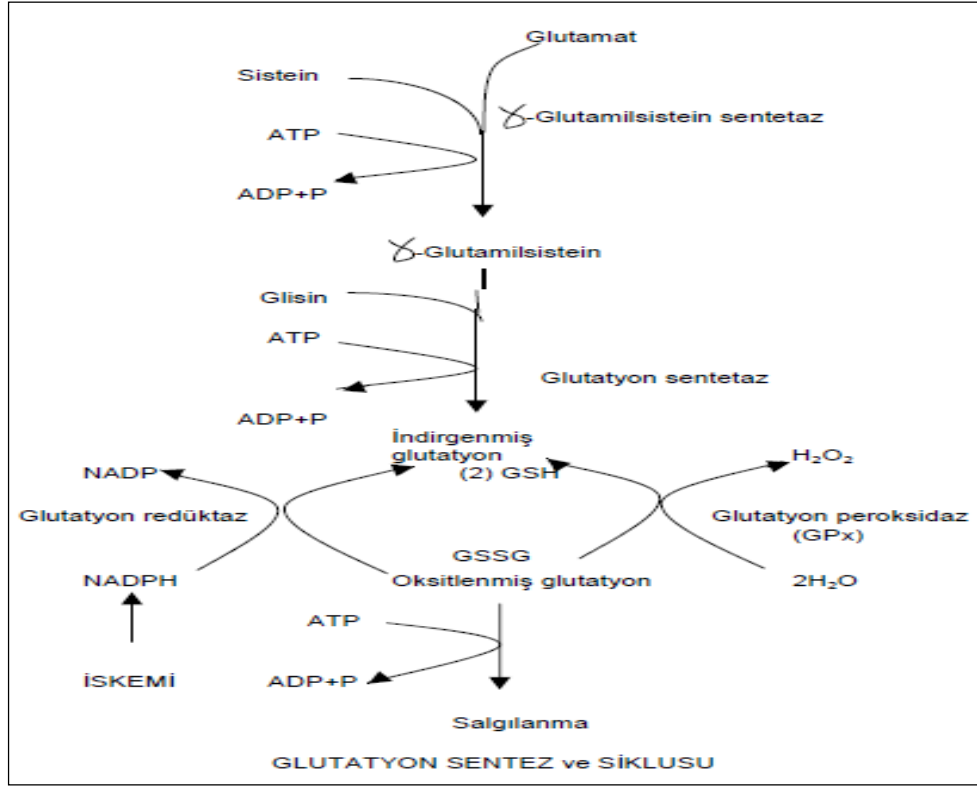 Glutamat
Sistein
ɣ-Glutamilsistein sentetaz
ATP
ADP+P
ɣ-Glutamilsistein
Glisin
ATP
Glutatyon sentetaz
ADP+P
İndirgenmiş
glutatyon
(2) GSH
NADP
H₂O₂
Glutatyon redüktaz
Glutatyon peroksidaz
(GPx)
GSSG
NADPH
Oksitlenmiş glutatyon
2H₂O
ATP
İSKEMİ
ADP+P
Salgılanma
GLUTATYON SENTEZ ve SİKLUSU